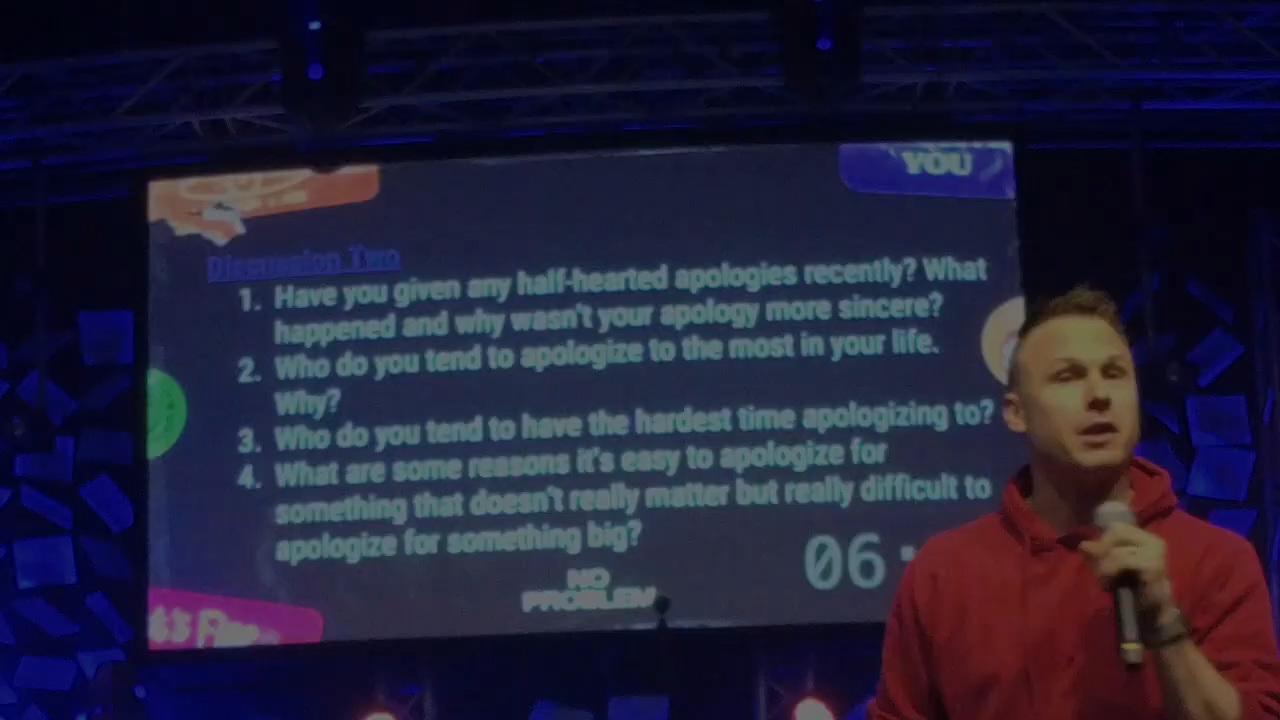 YOU
Discussion Two
1. Have you given any half-hearted apologies recently? What
happened and why wasn't your apology more sincere?
2. Who do you tend to apologize to the most in your life.
Why?
3. Who do you tend to have the hardest time apologizing to?
4. What are some reasons it's easy to apologize for
something that doesn't really matter but really difficult to
apologize for something big?
06:
NO
PROBLEM
It's Fine